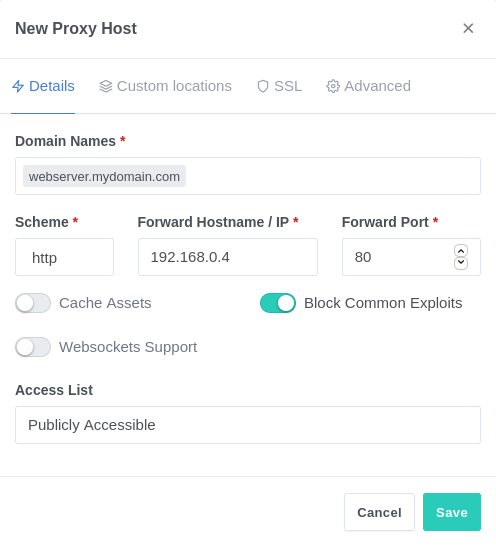 New Proxy Host ×
Details Custom locations SSL Advanced
Domain Names *
webserver.mydomain.com
Scheme * Forward Hostname / IP * Forward Port *
http 192.168.0.4 80
Cache Assets Block Common Exploits
Websockets Support
Access List
Publicly Accessible
Cancel Save